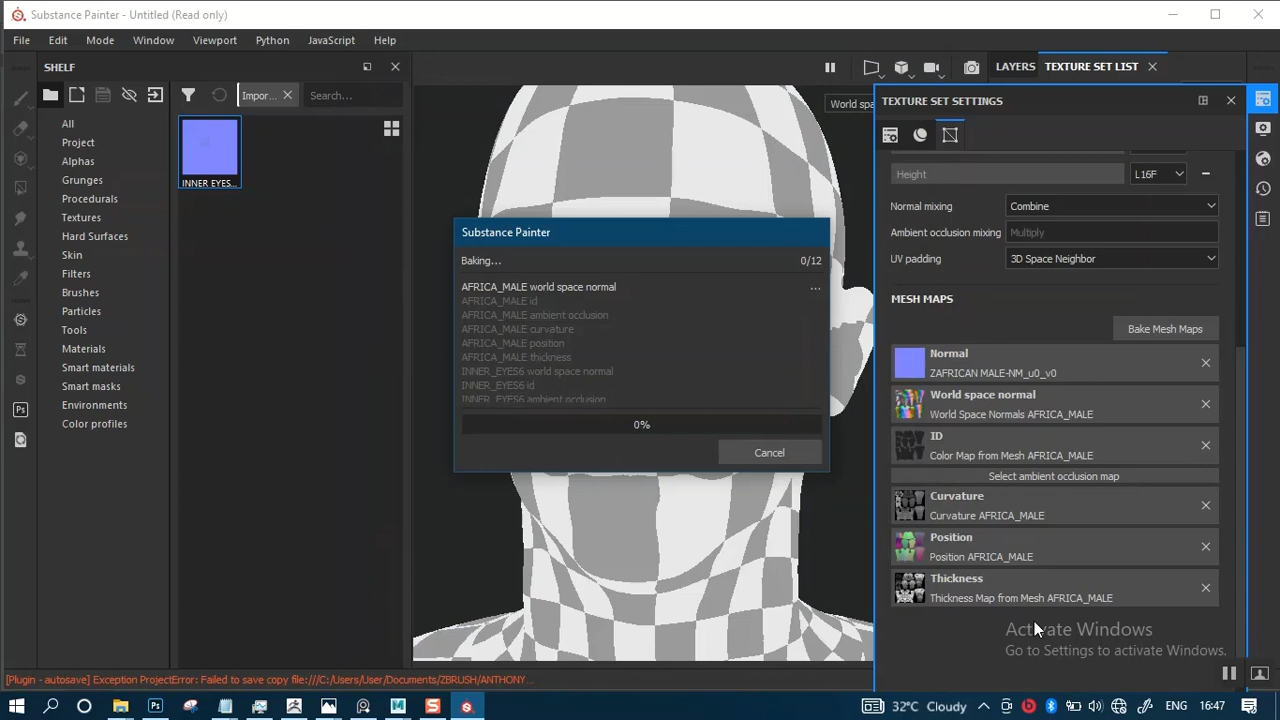 Substance Painter - Untitled (Read only)
File Edit Mode Window Viewport Python JavaScript Help
SHELF
LAYERS
TEXTURE SET LIST
Impor...
Search...
World spa
All
Project
Alphas
Grunges
Procedurals
Textures
Hard Surfaces
Skin
Filters
Brushes
Particles
Tools
Materials
Smart materials
Smart masks
Environments
Color profiles
INNER EYES...
Ps
Substance Painter
Baking...
0/12
AFRICA_MALE world space normal
...
AFRICA_MALE id
AFRICA_MALE ambient occlusion
AFRICA_MALE curvature
AFRICA_MALE position
AFRICA_MALE thickness
INNER_EYES6 world space normal
INNER_EYES6 id
INNER_EYES6 ambient occlusion
0%
Cancel
TEXTURE SET SETTINGS
Height
L16F
Normal mixing
Combine
Ambient occlusion mixing
Multiply
UV padding
3D Space Neighbor
MESH MAPS
Bake Mesh Maps
Normal
ZAFRICAN MALE-NM_u0_v0
World space normal
World Space Normals AFRICA_MALE
ID
Color Map from Mesh AFRICA_MALE
Select ambient occlusion map
Curvature
Curvature AFRICA_MALE
Position
Position AFRICA_MALE
Thickness
Thickness Map from Mesh AFRICA_MALE
Activate Windows
Go to Settings to activate Windows.
[Plugin - autosave] Exception ProjectError: Failed to save copy file:///C:/Users/User/Documents/ZBRUSH/ANTHONY...
Ps
M
S
32°C Cloudy
ENG
16:47